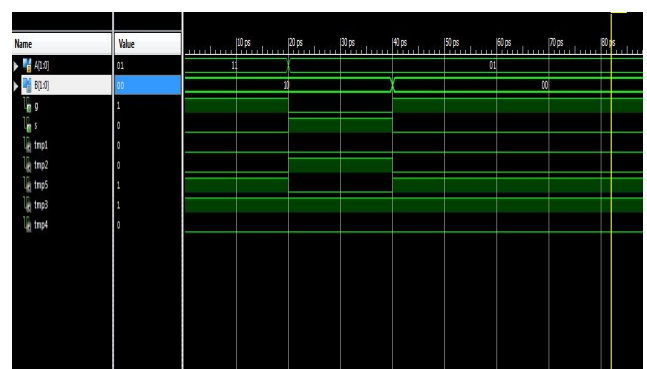 Name Value
10 ps 20 ps 30 ps 40 ps 50 ps 60 ps 70 ps 80 ps
A[1:0] 01 11 01
B[1:0] 00 10 00
g 1
s 0
tmp1 0
tmp2 0
tmp5 1
tmp3 1
tmp4 0